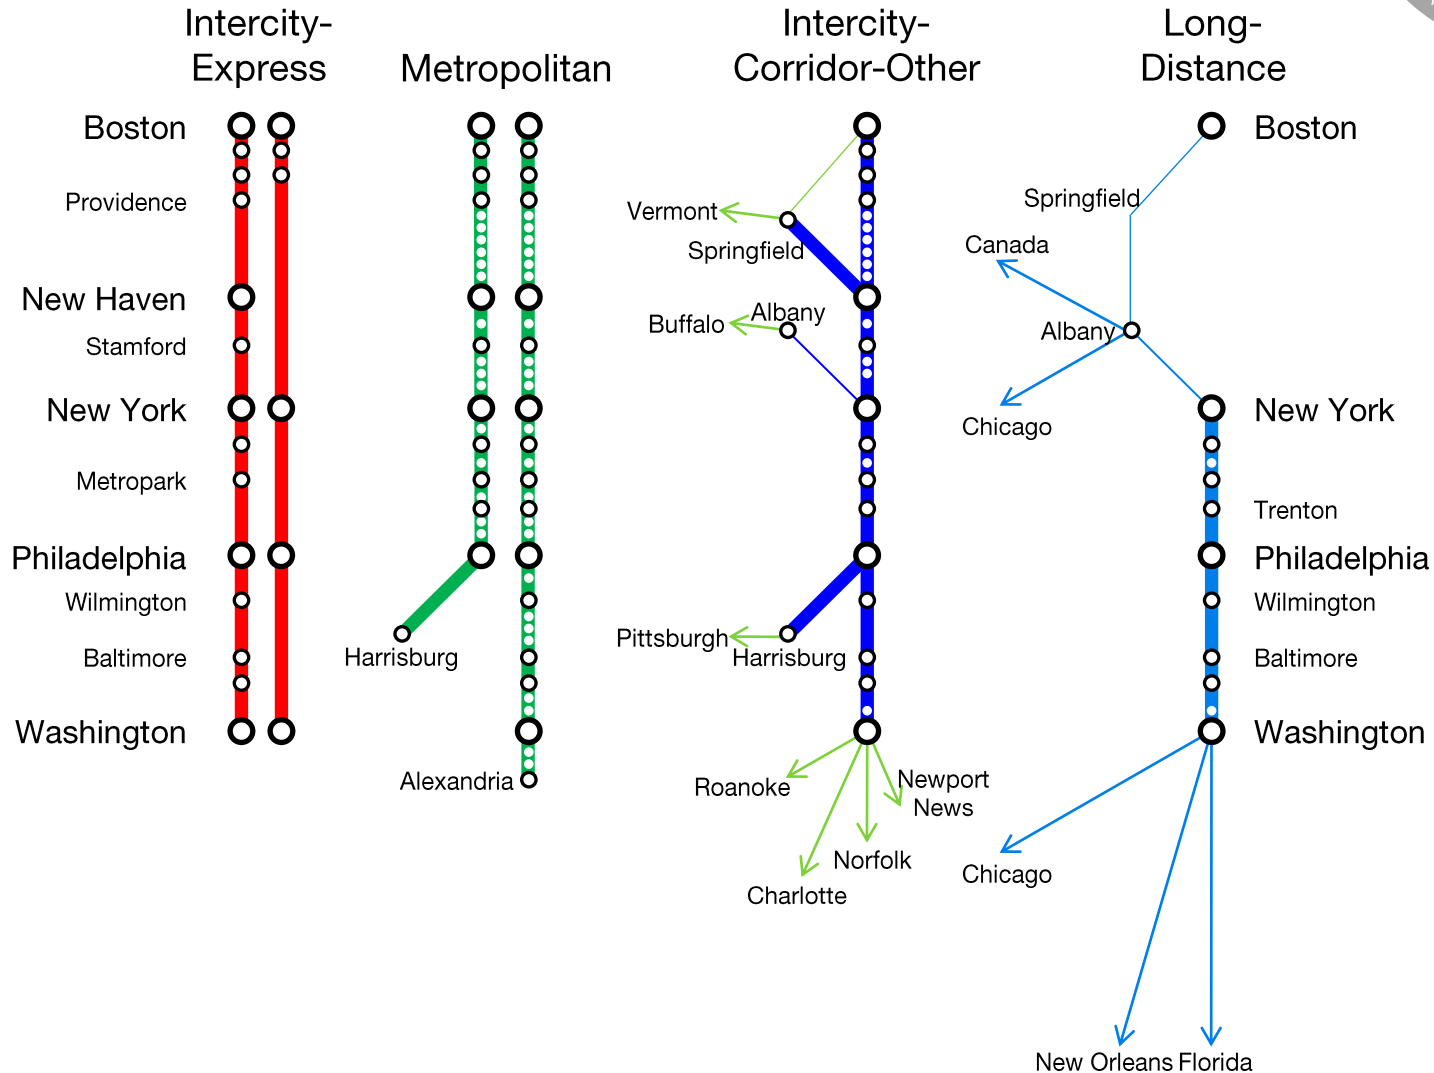 Intercity-
Express
Metropolitan
Intercity-
Corridor-Other
Long-
Distance
Boston
Providence
New Haven
Stamford
New York
Metropark
Philadelphia
Wilmington
Baltimore
Washington
Harrisburg
Alexandria
Vermont
Springfield
Albany
Buffalo
Pittsburgh
Harrisburg
Roanoke
Newport
News
Norfolk
Charlotte
Boston
Springfield
Canada
Albany
Chicago
New York
Trenton
Philadelphia
Wilmington
Baltimore
Washington
Chicago
New Orleans
Florida